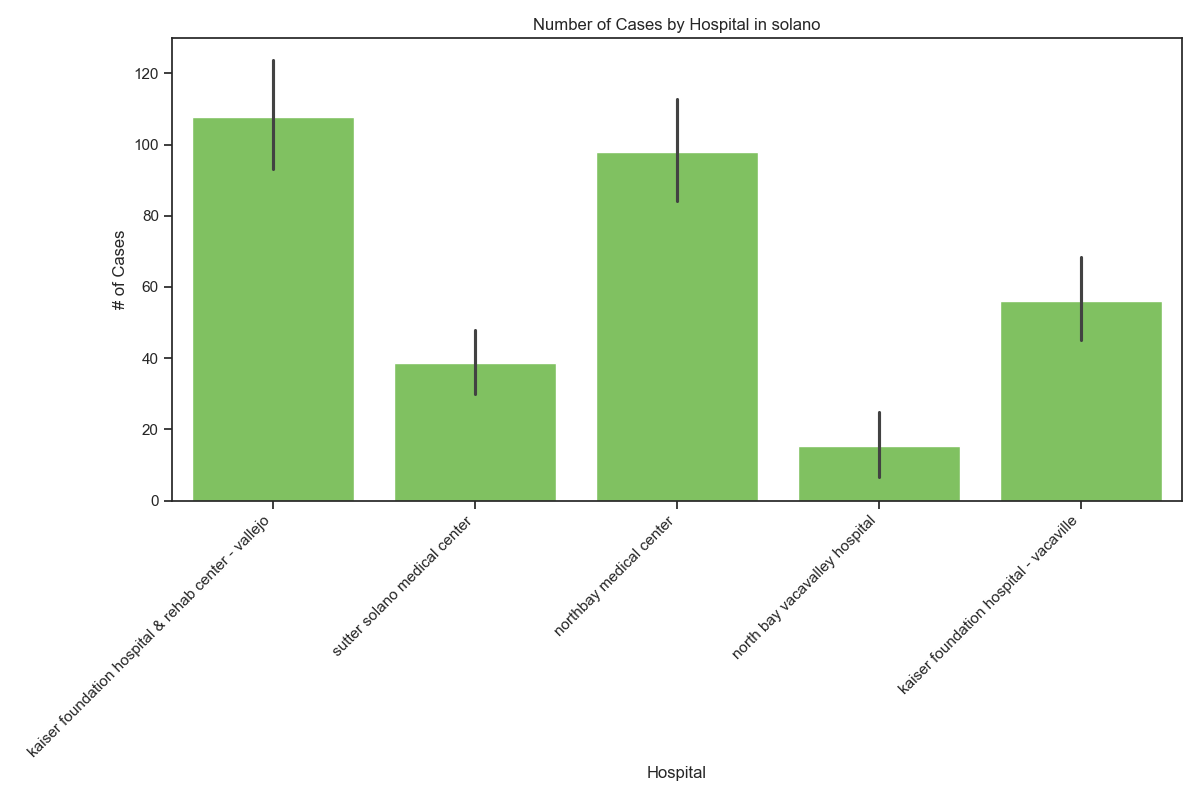 Number of Cases by Hospital in solano
# of Cases
120
100
80
60
40
20
0
kaiser foundation hospital & rehab center - vallejo
sutter solano medical center
northbay medical center
north bay vacavalley hospital
kaiser foundation hospital - vacaville
Hospital